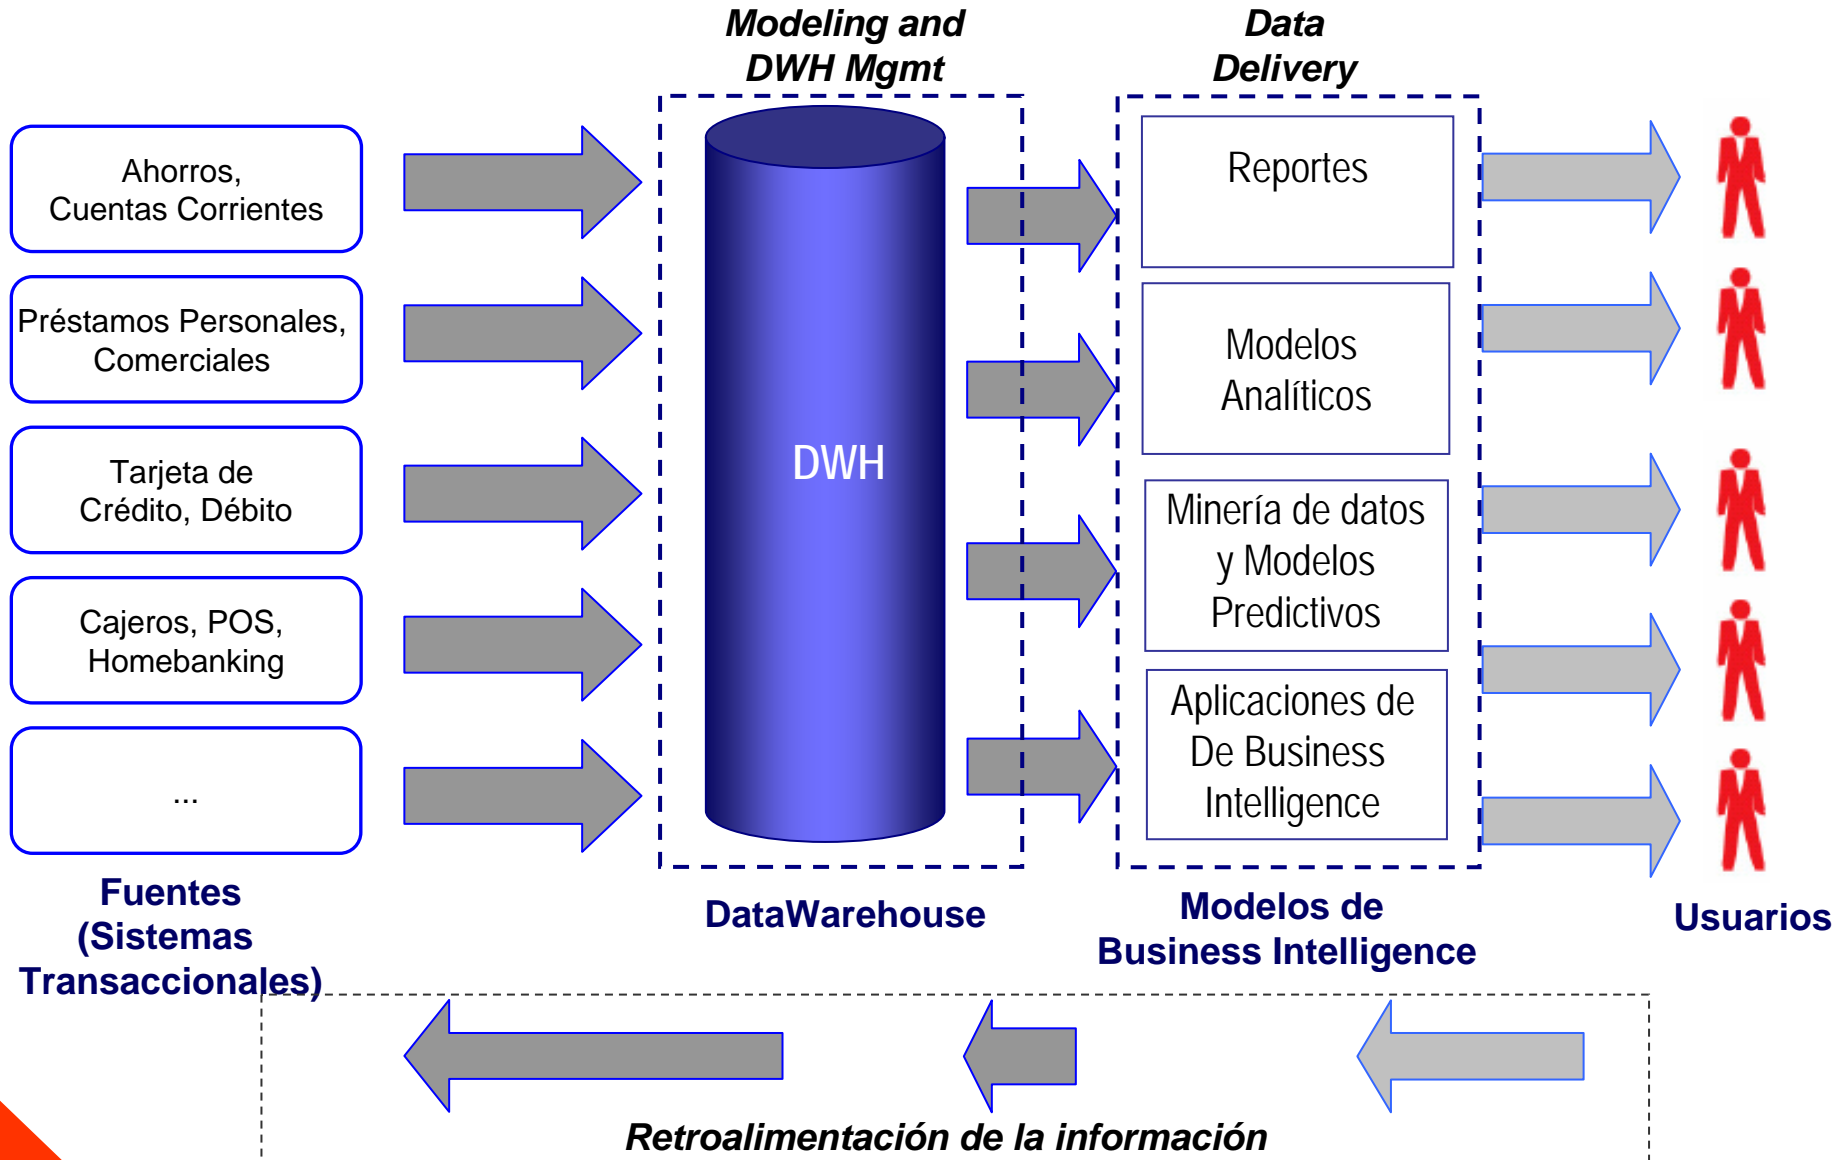 Modeling and
DWH Mgmt
Data
Delivery
Ahorros,
Cuentas Corrientes
Préstamos Personales,
Comerciales
Tarjeta de
Crédito, Débito
Cajeros, POS,
Homebanking
...
DWH
Reportes
Modelos
Analíticos
Minería de datos
y Modelos
Predictivos
Aplicaciones de
De Business
Intelligence
Fuentes
(Sistemas
Transaccionales)
DataWarehouse
Modelos de
Business Intelligence
Usuarios
Retroalimentación de la información